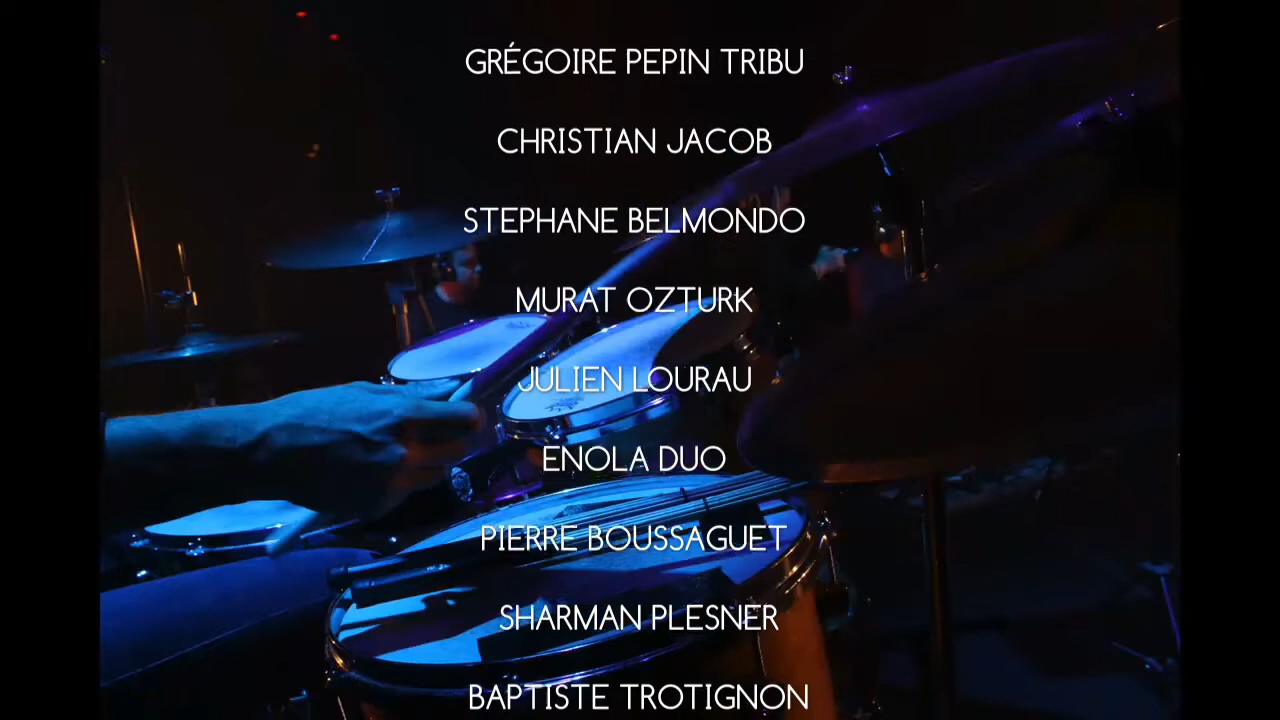 GRÉGOIRE PEPIN TRIBU
CHRISTIAN JACOB
STEPHANE BELMONDO
MURAT OZTURK
JULIEN LOURAU
ENOLA DUO
PIERRE BOUSSAGUET
SHARMAN PLESNER
BAPTISTE TROTIGNON